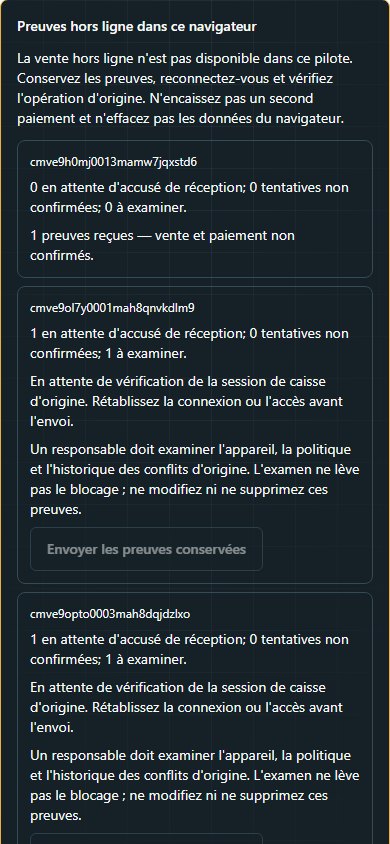 Preuves hors ligne dans ce navigateur
La vente hors ligne n'est pas disponible dans ce pilote.
Conservez les preuves, reconnectez-vous et vérifiez
l'opération d'origine. N'encaissez pas un second
paiement et n'effacez pas les données du navigateur.
cmve9h0mj0013mamw7jqxstd6
0 en attente d'accusé de réception; 0 tentatives non
confirmées; 0 à examiner.
1 preuves reçues — vente et paiement non
confirmés.
cmve9ol7y0001mah8qnvkdlm9
1 en attente d'accusé de réception; 0 tentatives non
confirmées; 1 à examiner.
En attente de vérification de la session de caisse
d'origine. Rétablissez la connexion ou l'accès avant
l'envoi.
Un responsable doit examiner l'appareil, la politique
et l'historique des conflits d'origine. L'examen ne lève
pas le blocage ; ne modifiez ni ne supprimez ces
preuves.
Envoyer les preuves conservées
cmve9opto0003mah8dqjdzlxo
1 en attente d'accusé de réception; 0 tentatives non
confirmées; 1 à examiner.
En attente de vérification de la session de caisse
d'origine. Rétablissez la connexion ou l'accès avant
l'envoi.
Un responsable doit examiner l'appareil, la politique
et l'historique des conflits d'origine. L'examen ne lève
pas le blocage ; ne modifiez ni ne supprimez ces
preuves.